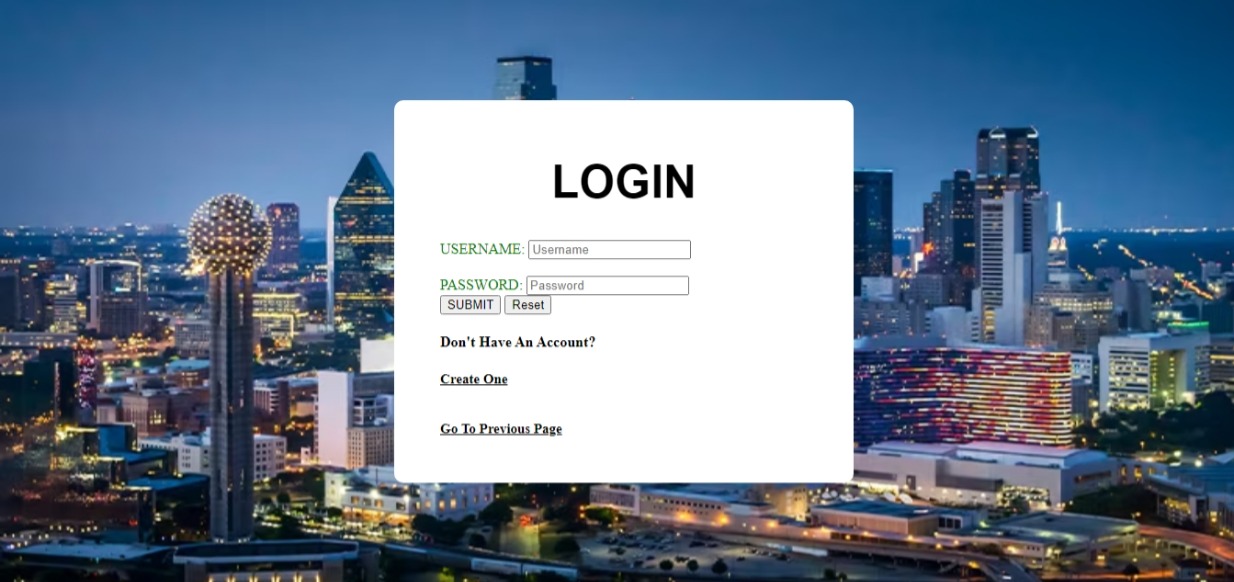 LOGIN
USERNAME: Username
PASSWORD: Password
SUBMIT Reset
Don't Have An Account?
Create One
Go To Previous Page